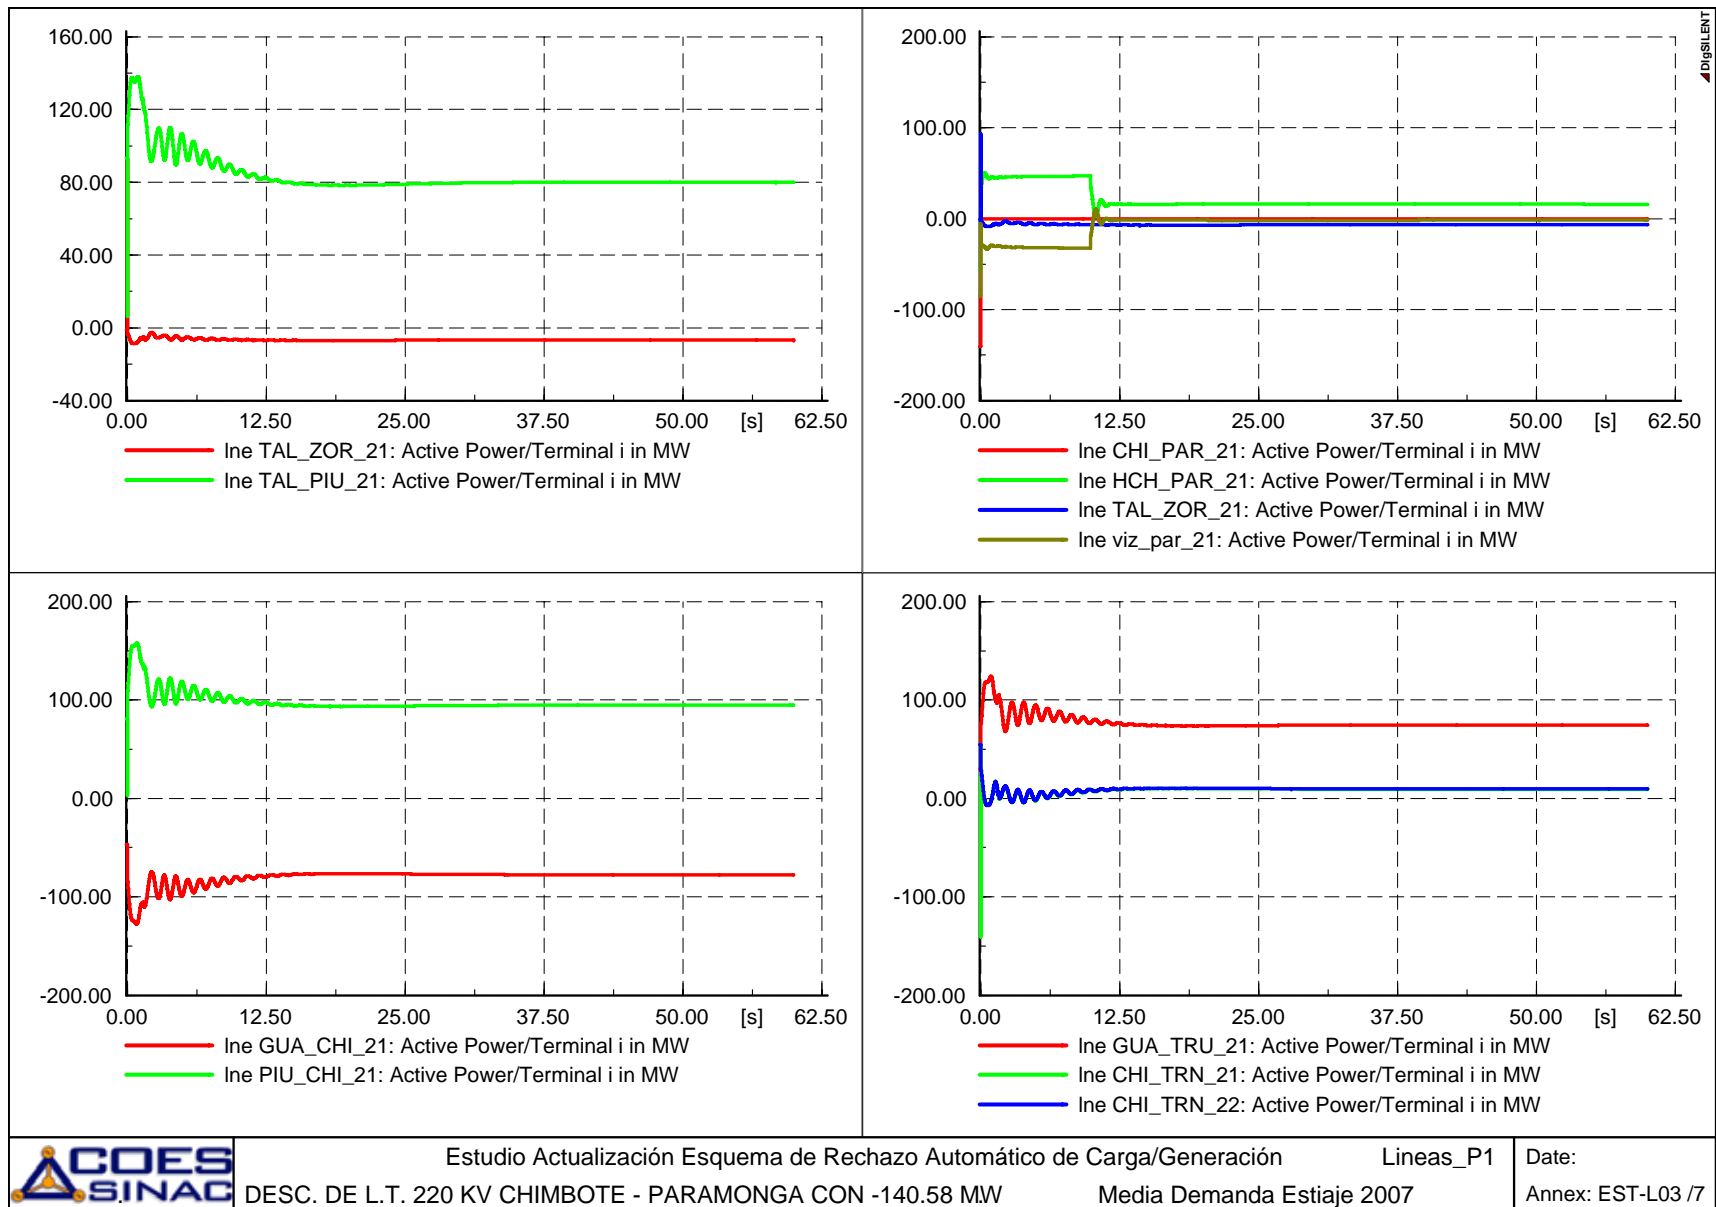 160.00
120.00
80.00
40.00
0.00
-40.00
0.00 12.50 25.00 37.50 50.00 [s] 62.50
lne TAL_ZOR_21: Active Power/Terminal i in MW
lne TAL_PIU_21: Active Power/Terminal i in MW
200.00
100.00
0.00
-100.00
-200.00
0.00 12.50 25.00 37.50 50.00 [s] 62.50
lne CHI_PAR_21: Active Power/Terminal i in MW
lne HCH_PAR_21: Active Power/Terminal i in MW
lne TAL_ZOR_21: Active Power/Terminal i in MW
lne viz_par_21: Active Power/Terminal i in MW
DIgSILENT
200.00
100.00
0.00
-100.00
-200.00
0.00 12.50 25.00 37.50 50.00 [s] 62.50
lne GUA_CHI_21: Active Power/Terminal i in MW
lne PIU_CHI_21: Active Power/Terminal i in MW
200.00
100.00
0.00
-100.00
-200.00
0.00 12.50 25.00 37.50 50.00 [s] 62.50
lne GUA_TRU_21: Active Power/Terminal i in MW
lne CHI_TRN_21: Active Power/Terminal i in MW
lne CHI_TRN_22: Active Power/Terminal i in MW
COES
SINAC
Estudio Actualización Esquema de Rechazo Automático de Carga/Generación Lineas_P1
DESC. DE L.T. 220 KV CHIMBOTE - PARAMONGA CON -140.58 MW Media Demanda Estiaje 2007
Date:
Annex: EST-L03 /7